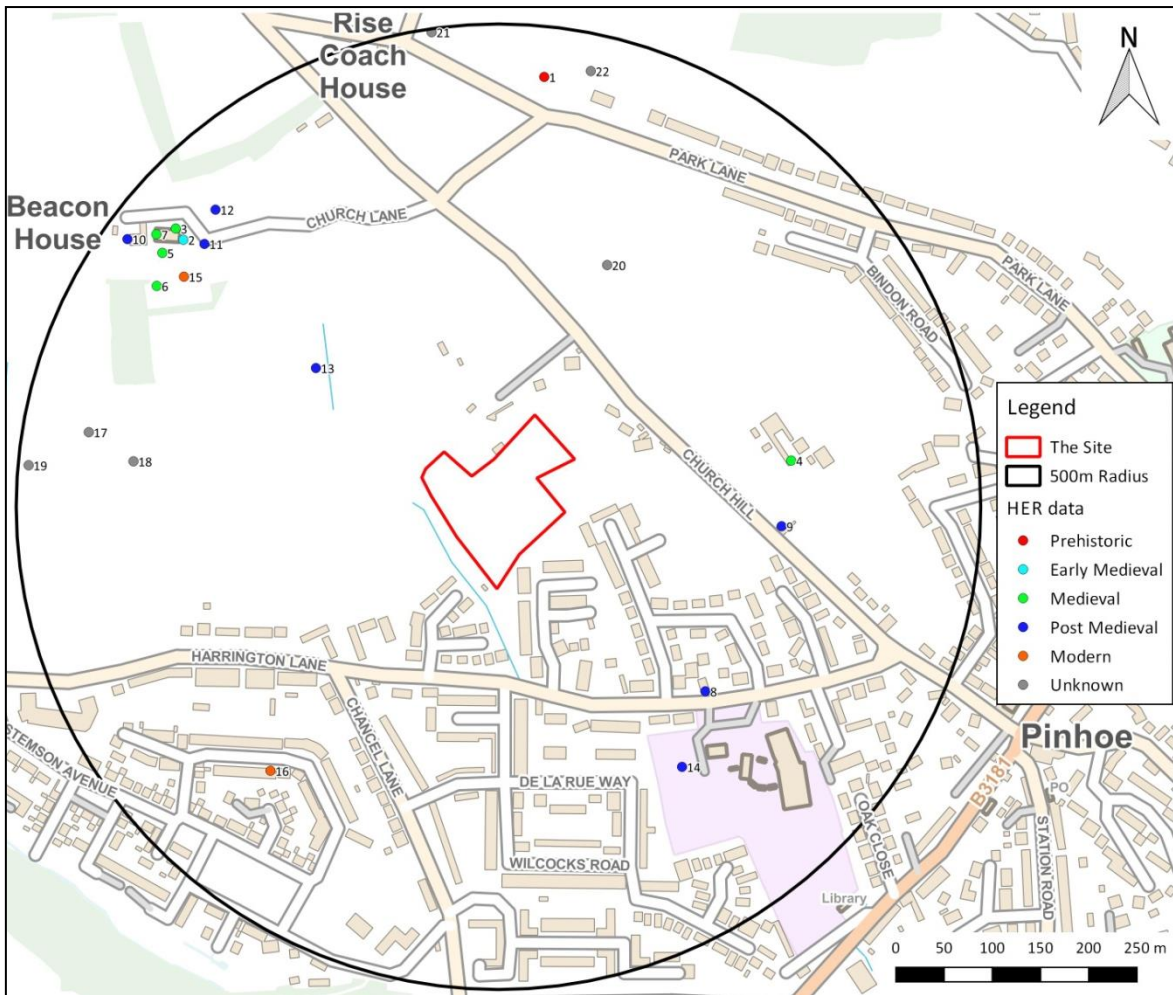 Rise
Coach
House
21
N
1
22
PARK LANE
Beacon
House
12
CHURCH LANE
3
7
2
10
11
5
15
6
20
BINDON ROAD
PARK LANE
13
17
18
19
CHURCH HILL
4
9
Legend
The Site
500m Radius
HER data
Prehistoric
Early Medieval
Medieval
Post Medieval
Modern
Unknown
HARRINGTON LANE
8
CHANCEL LANE
STEMSON AVENUE
16
14
DE LA RUE WAY
WILCOCKS ROAD
OAK CLOSE
Pinhoe
B3181
PO
STATION ROAD
Library
0 50 100 150 200 250 m